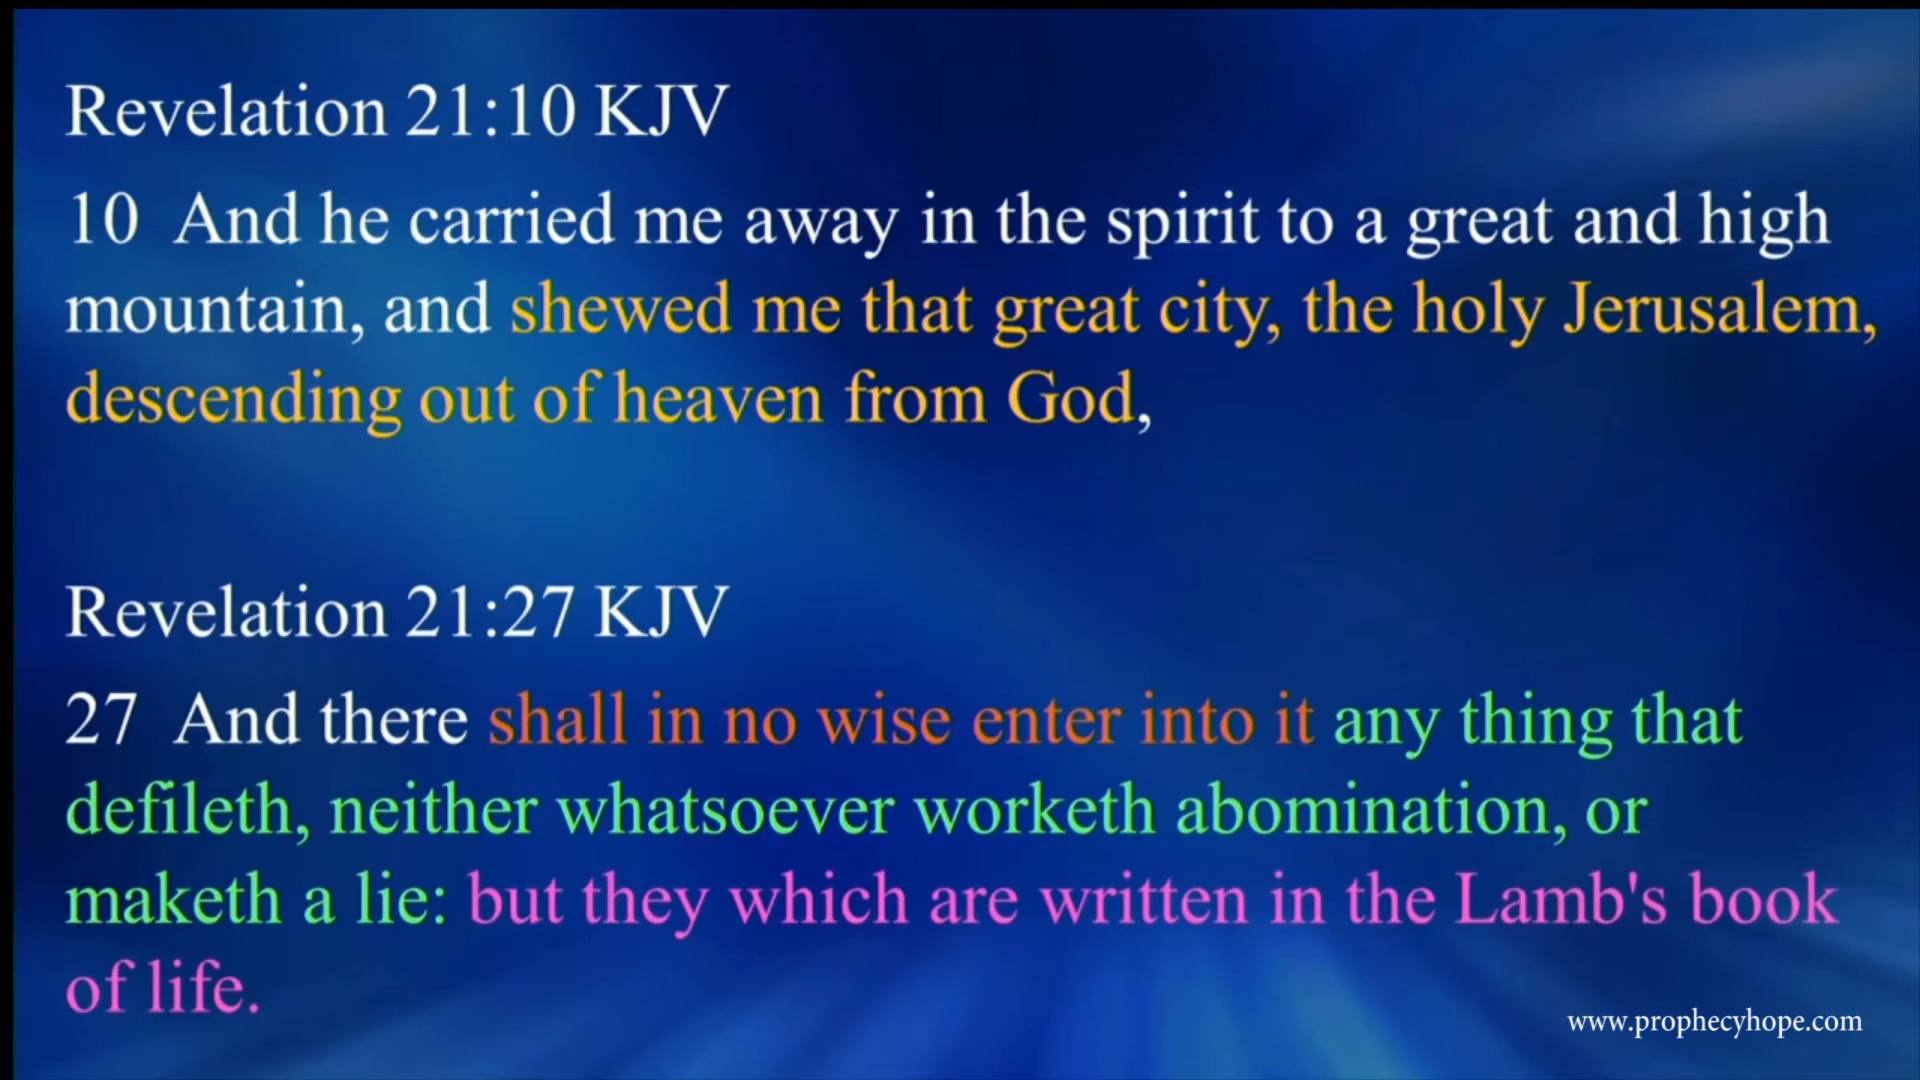 Revelation 21:10 KJV
10 And he carried me away in the spirit to a great and high
mountain, and shewed me that great city, the holy Jerusalem,
descending out of heaven from God,
Revelation 21:27 KJV
27 And there shall in no wise enter into it any thing that
defileth, neither whatsoever worketh abomination, or
maketh a lie: but they which are written in the Lamb's book
of life.
www.prophecyhope.com